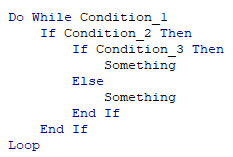 Do While Condition_1
    If Condition_2 Then
        If Condition_3 Then
            Something
        Else
            Something
        End If
    End If
Loop